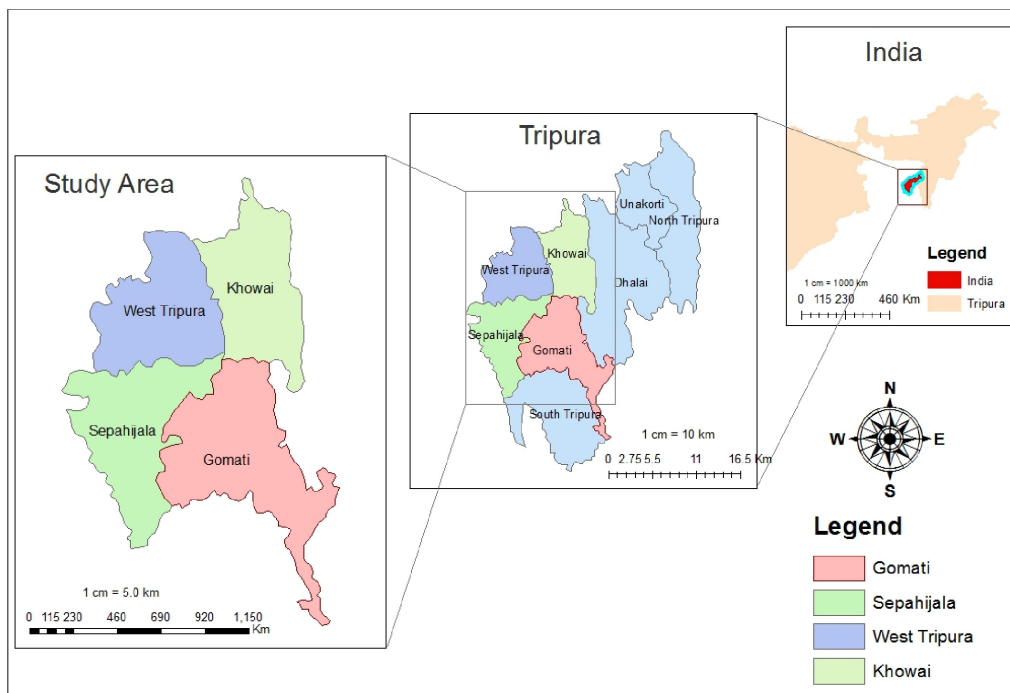 Study Area
Khowai
West Tripura
Sepahijala
Gomati
1 cm = 5.0 km
0 115 230 460 690 920 1,150
Km
Tripura
Unakorti
North Tripura
Khowai
West Tripura
Dhalai
Sepahijala
Gomati
South Tripura
1 cm = 10 km
0 2.75 5.5 11 16.5 Km
India
Legend
1 cm = 1000 km
India
0 115 230 460 Km
Tripura
N
W E
S
Legend
Gomati
Sepahijala
West Tripura
Khowai